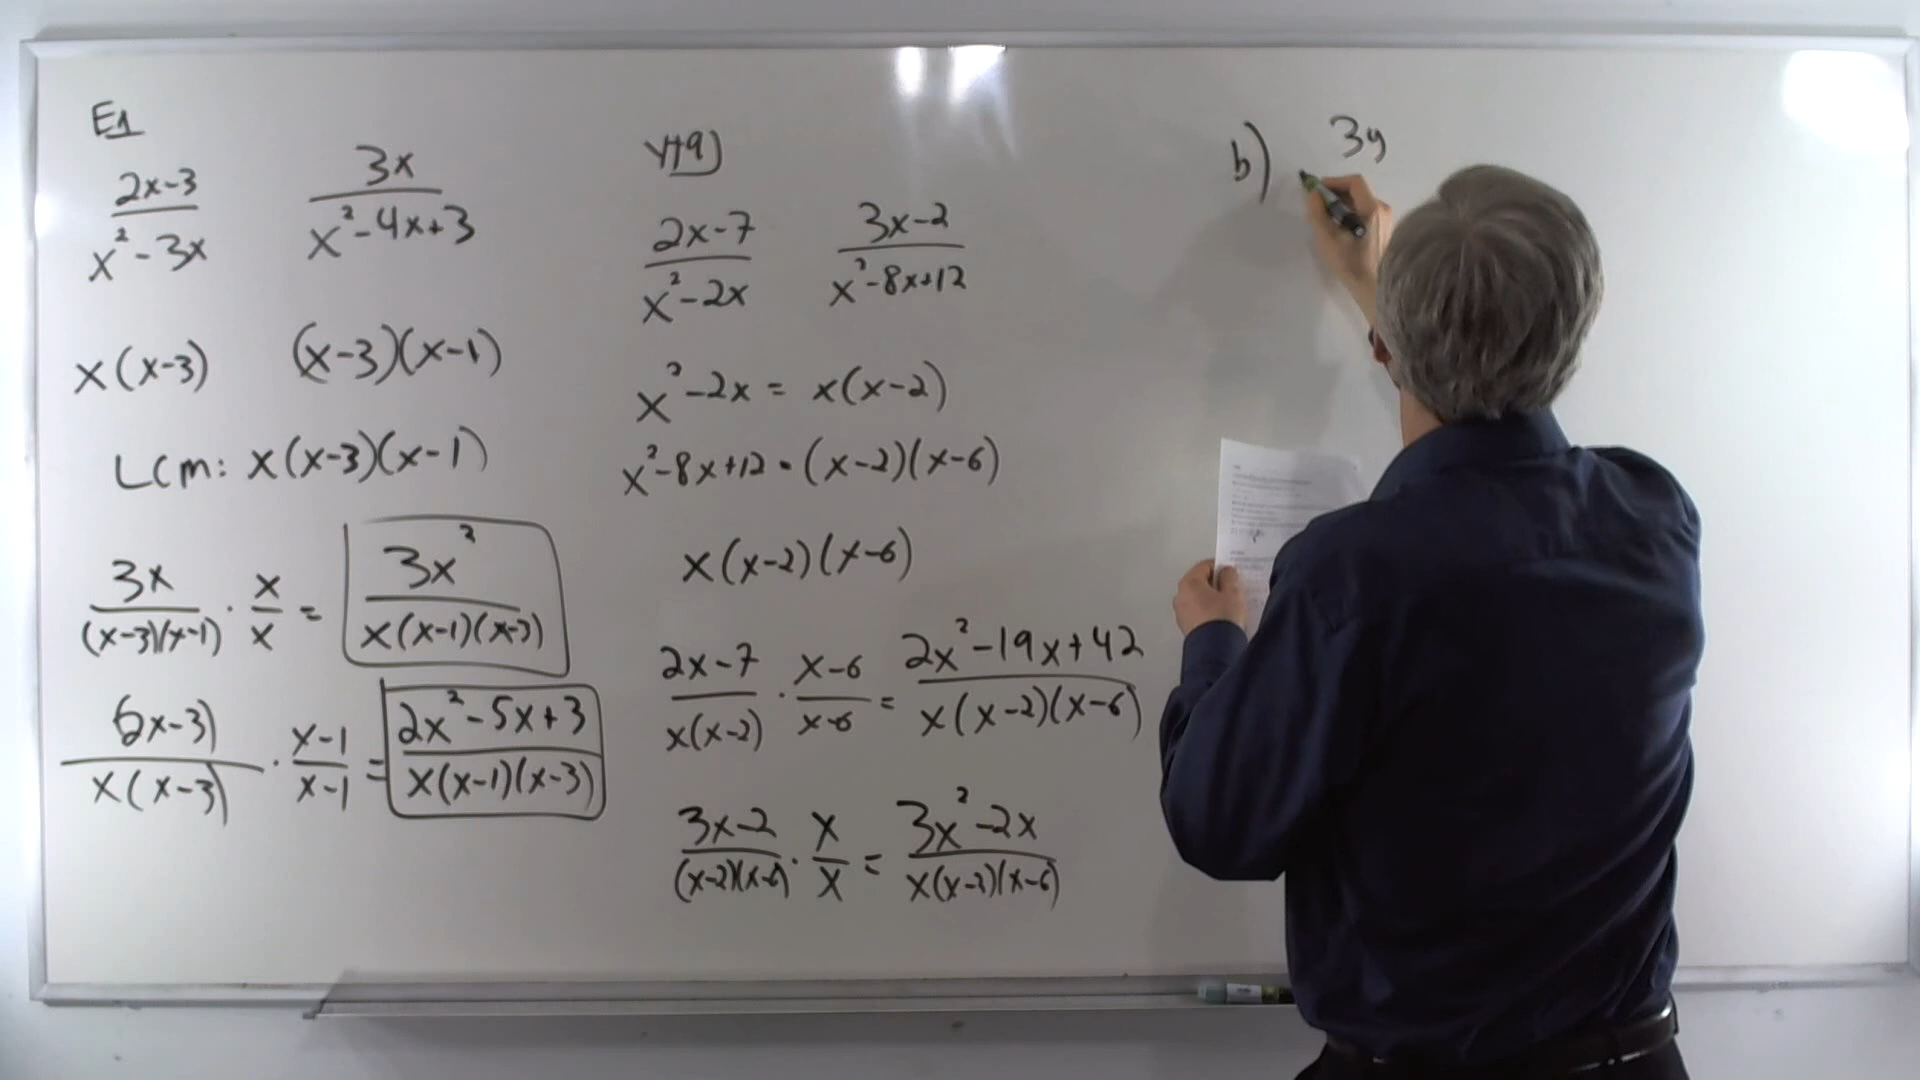 E1
2x-3/x²-3x    3x/x²-4x+3
x(x-3)    (x-3)(x-1)
LCM: x(x-3)(x-1)
3x/(x-3)(x-1) · x/x = 3x²/x(x-1)(x-3)
(2x-3)/x(x-3) · x-1/x-1 = 2x²-5x+3/x(x-1)(x-3)
2x-7/x²-2x    3x-2/x²-8x+12
x²-2x = x(x-2)
x²-8x+12 = (x-2)(x-6)
x(x-2)(x-6)
2x-7/x(x-2) · x-6/x-6 = 2x²-19x+42/x(x-2)(x-6)
3x-2/(x-2)(x-6) · x/x = 3x²-2x/x(x-2)(x-6)
b) 3y